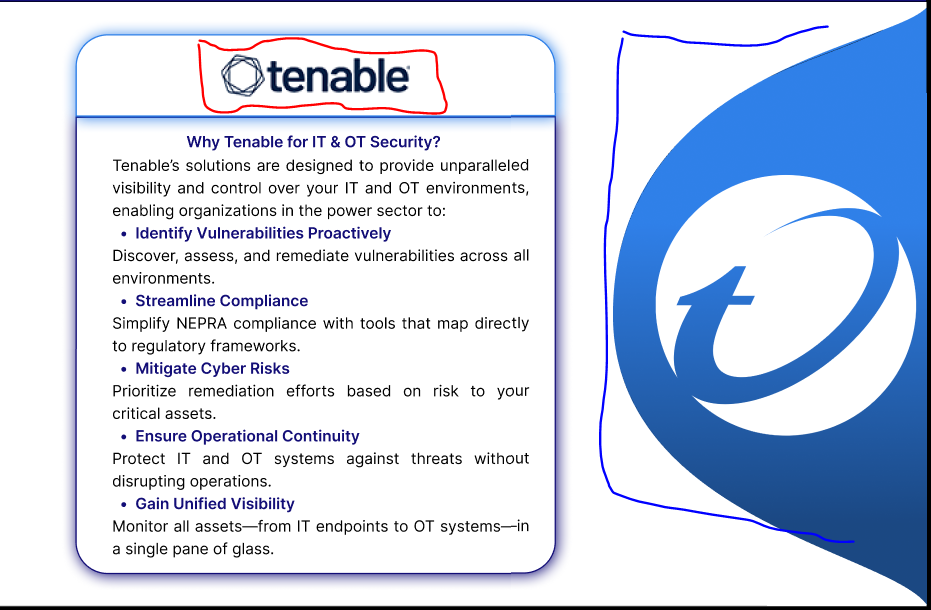 tenable
Why Tenable for IT & OT Security?
Tenable’s solutions are designed to provide unparalleled
visibility and control over your IT and OT environments,
enabling organizations in the power sector to:
• Identify Vulnerabilities Proactively
Discover, assess, and remediate vulnerabilities across all
environments.
• Streamline Compliance
Simplify NEPRA compliance with tools that map directly
to regulatory frameworks.
• Mitigate Cyber Risks
Prioritize remediation efforts based on risk to your
critical assets.
• Ensure Operational Continuity
Protect IT and OT systems against threats without
disrupting operations.
• Gain Unified Visibility
Monitor all assets—from IT endpoints to OT systems—in
a single pane of glass.
t